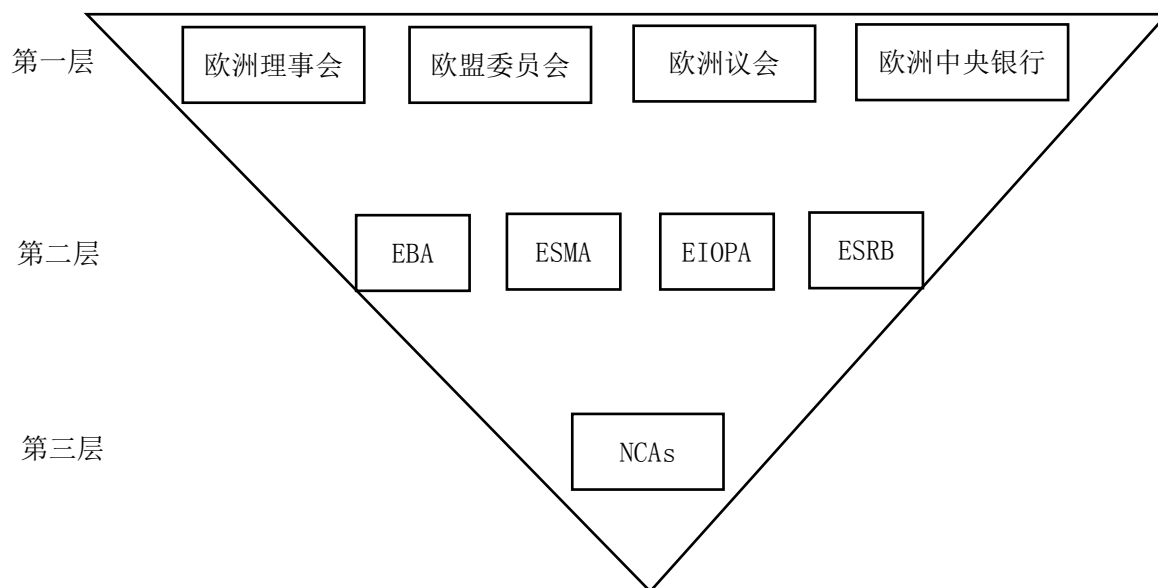 第一层
欧洲理事会
欧盟委员会
欧洲议会
欧洲中央银行
第二层
EBA
ESMA
EIOPA
ESRB
第三层
NCAs